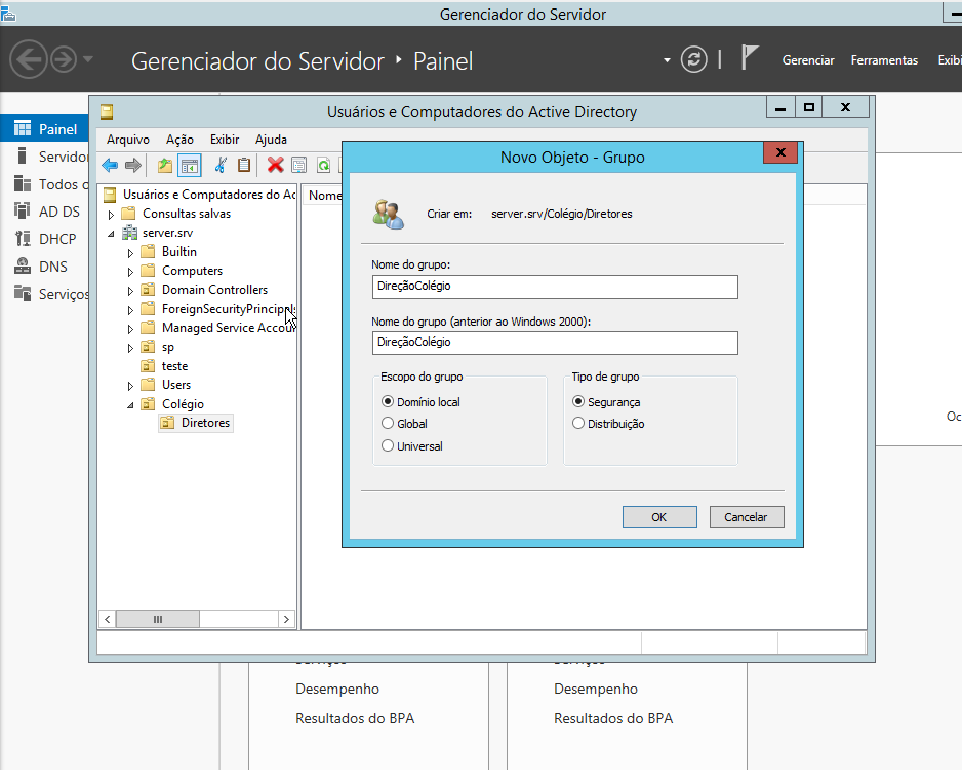 Gerenciador do Servidor
Gerenciador do Servidor ‣ Painel
Gerenciar Ferramentas Exibi
Painel
Servido
Todos
AD DS
DHCP
DNS
Serviços
Usuários e Computadores do Active Directory
Arquivo Ação Exibir Ajuda
Usuários e Computadores do Ac
Consultas salvas
server.srv
Builtin
Computers
Domain Controllers
ForeignSecurityPrincipals
Managed Service Accou
sp
teste
Users
Colégio
Diretores
Nome
Novo Objeto - Grupo
Criar em: server.srv/Colégio/Diretores
Nome do grupo:
DireçãoColégio
Nome do grupo (anterior ao Windows 2000):
DireçãoColégio
Escopo do grupo
Domínio local
Global
Universal
Tipo de grupo
Segurança
Distribuição
OK Cancelar
Oc
Desempenho
Resultados do BPA
Desempenho
Resultados do BPA